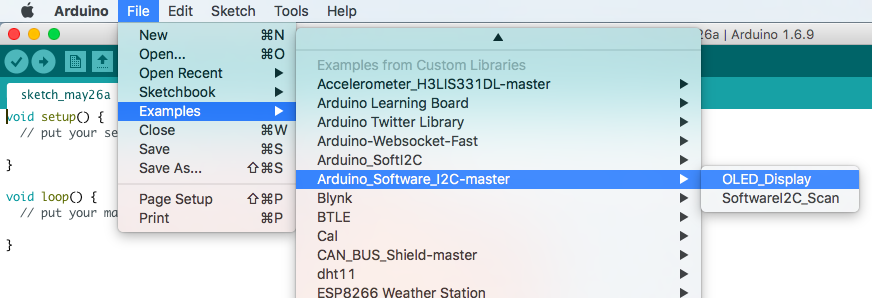 Arduino File Edit Sketch Tools Help
26a | Arduino 1.6.9
sketch_may26a
void setup() {
// put your se
}
void loop() {
// put your ma
}
New ⌘N
Open... ⌘O
Open Recent
Sketchbook
Examples
Close ⌘W
Save ⌘S
Save As... ⇧⌘S
Page Setup ⇧⌘P
Print ⌘P
Examples from Custom Libraries
Accelerometer_H3LIS331DL-master
Arduino Learning Board
Arduino Twitter Library
Arduino-Websocket-Fast
Arduino_SoftI2C
Arduino_Software_I2C-master
Blynk
BTLE
Cal
CAN_BUS_Shield-master
dht11
ESP8266 Weather Station
OLED_Display
SoftwareI2C_Scan